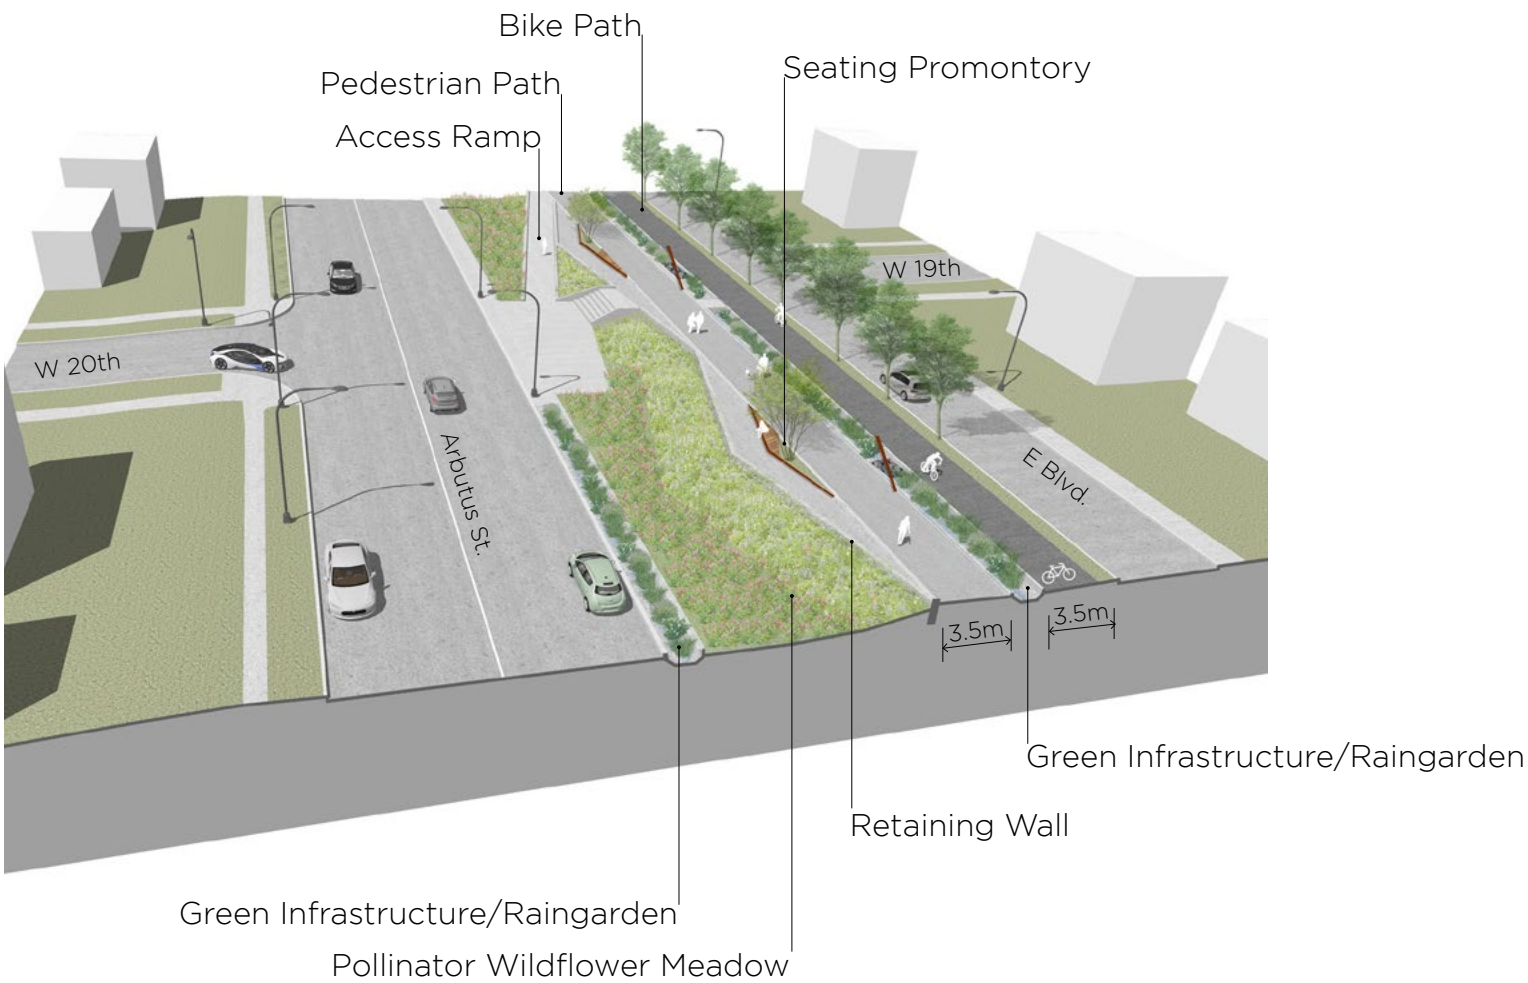 Bike Path
Seating Promontory
Pedestrian Path
Access Ramp
W 19th
W 20th
Arbutus St.
E Blvd.
3.5m
3.5m
Green Infrastructure/Raingarden
Retaining Wall
Green Infrastructure/Raingarden
Pollinator Wildflower Meadow